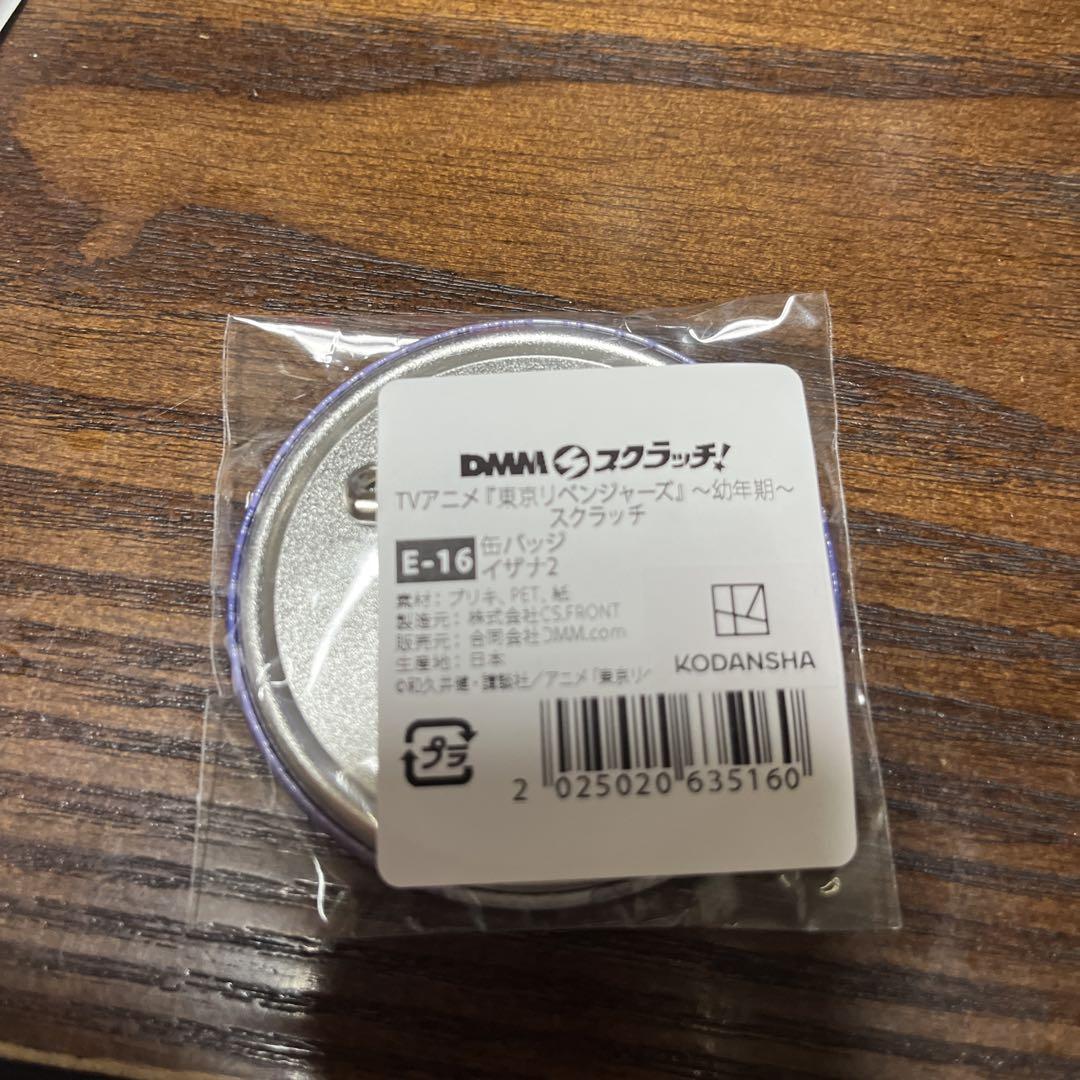 DMM スクラッチ!
TVアニメ『東京リベンジャーズ』〜幼年期〜
スクラッチ
E-16 缶バッジ
イザナ2
素材：ブリキ、PET、紙
製造元：株式会社CS.FRONT
販売元：合同会社DMM.com
生産地：日本
©和久井健・講談社／アニメ「東京リ
KODANSHA
プラ
2 025020 635160